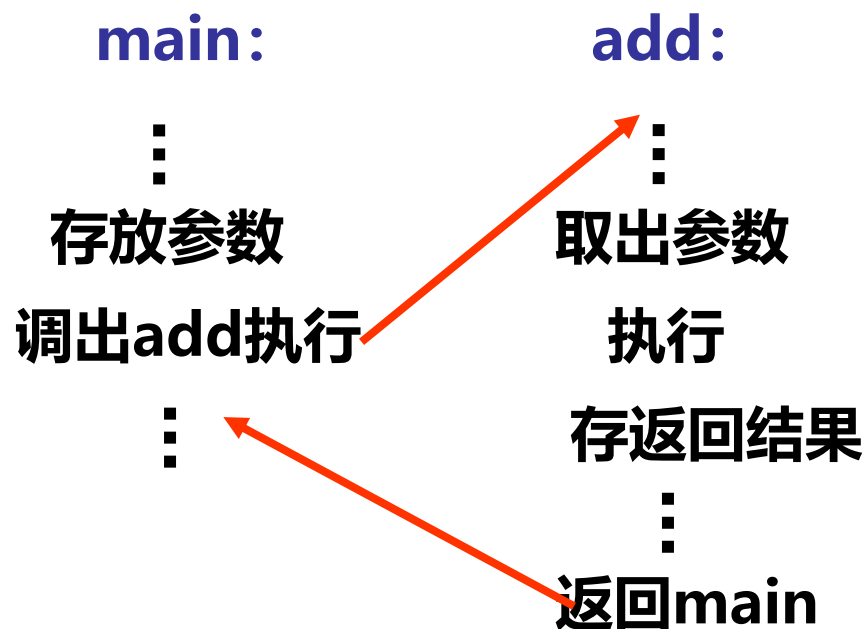 main：
⋮
存放参数
调出add执行
⋮
add：
⋮
取出参数
执行
存返回结果
⋮
返回main